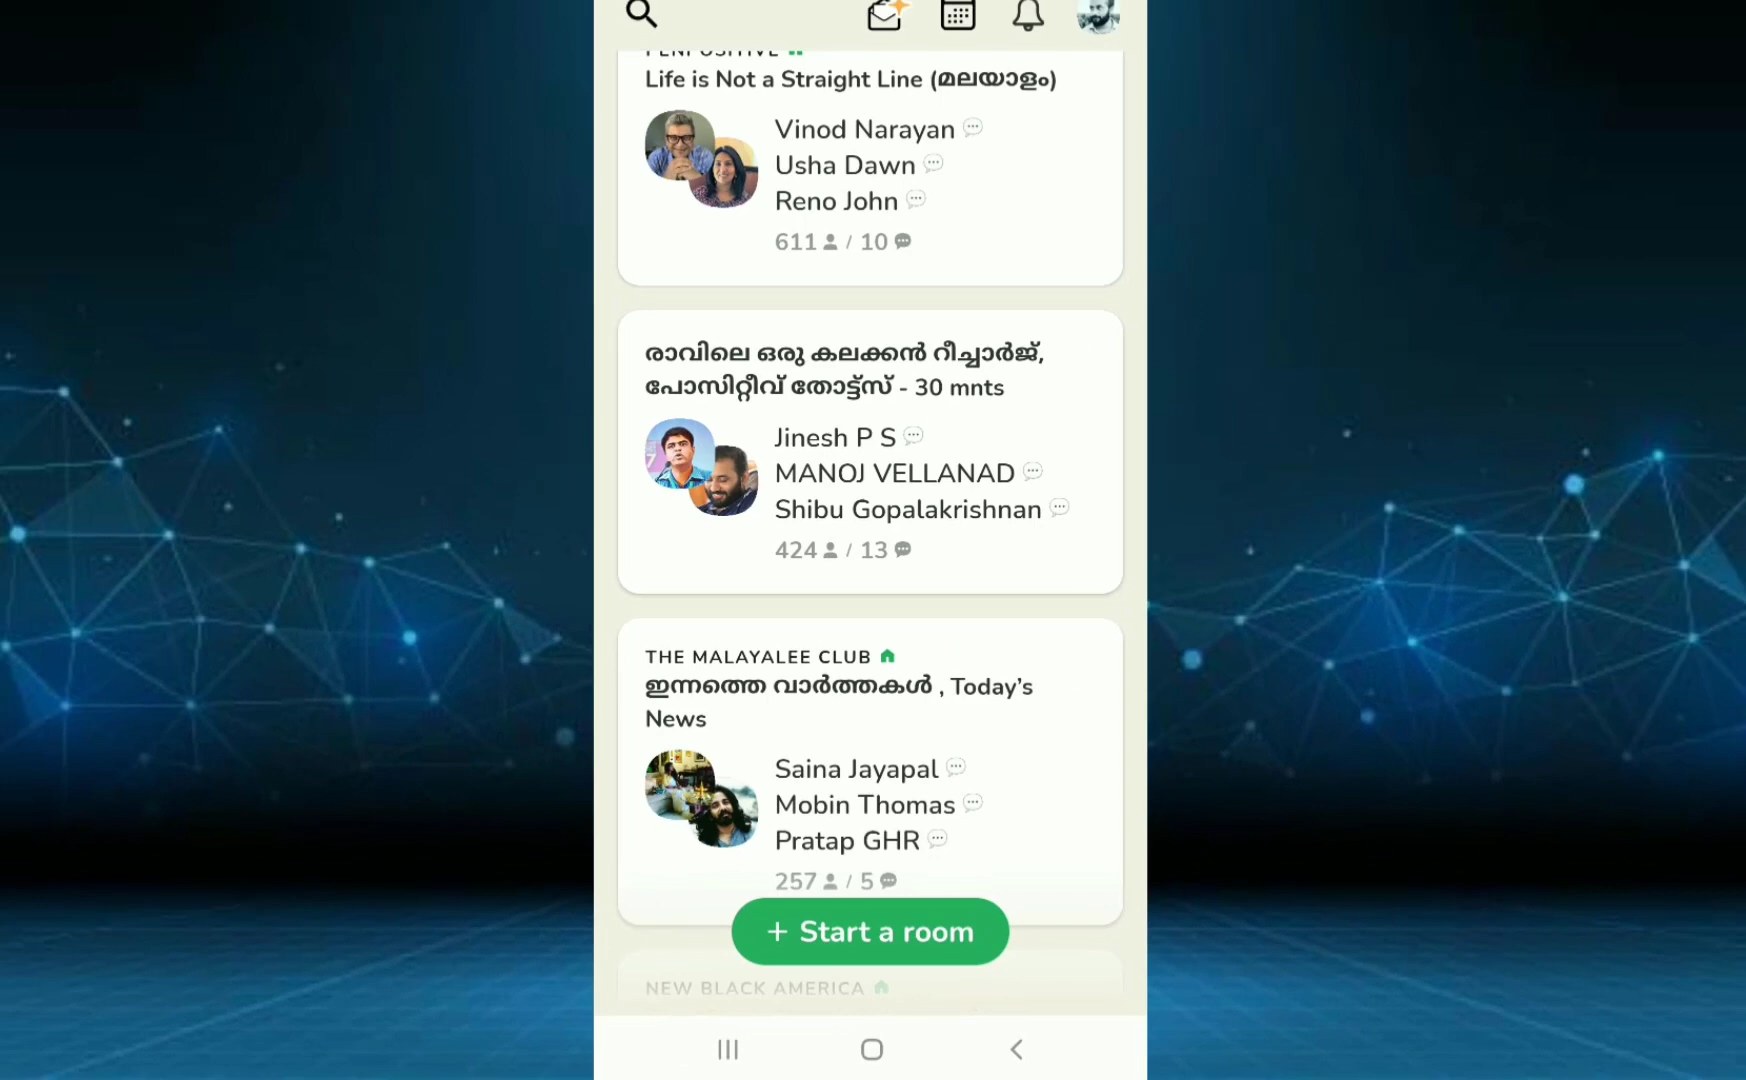 Life is Not a Straight Line (മലയാളം)
Vinod Narayan
Usha Dawn
Reno John
611 / 10
രാവിലെ ഒരു കലക്കൻ റീച്ചാർജ്,
പോസിറ്റീവ് തോട്ട്സ് - 30 mnts
7
Jinesh P S
MANOJ VELLANAD
Shibu Gopalakrishnan
424 / 13
THE MALAYALEE CLUB
ഇന്നത്തെ വാർത്തകൾ , Today’s
News
Saina Jayapal
Mobin Thomas
Pratap GHR
257 / 5
+ Start a room
NEW BLACK AMERICA